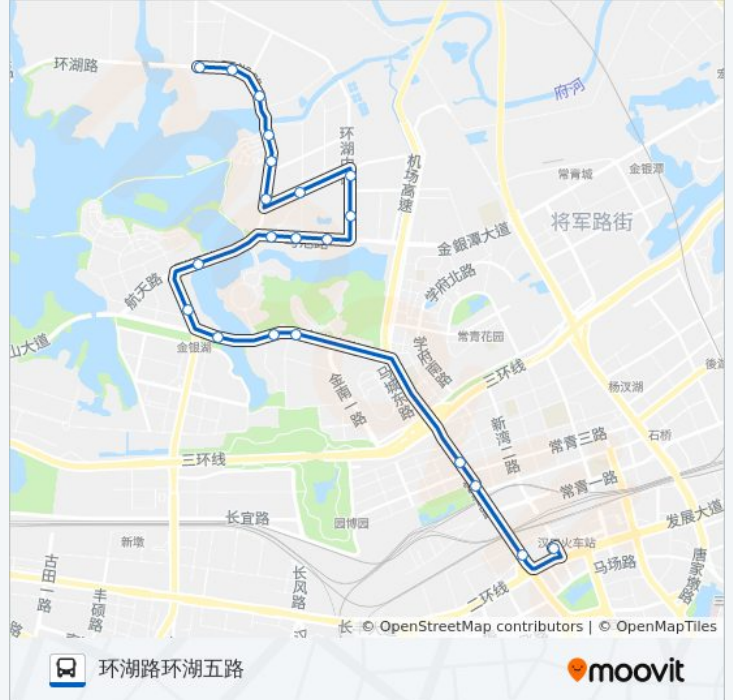 环湖路
府河
环湖中路
机场高速
常青城
金银潭
将军路街
金銀潭大道
航天路
学府北路
山大道
金银湖
常青花园
学府南路
马城东路
三环线
金南一路
杨汊湖
新湾二路
石桥
常青三路
三环线
常青一路
长宜路
园博园
发展大道
新墩
汉口火车站
马场路
唐家墩路
古田一路
丰硕路
长风路
二环线
© OpenStreetMap contributors | © OpenMapTiles
环湖路环湖五路
moovit